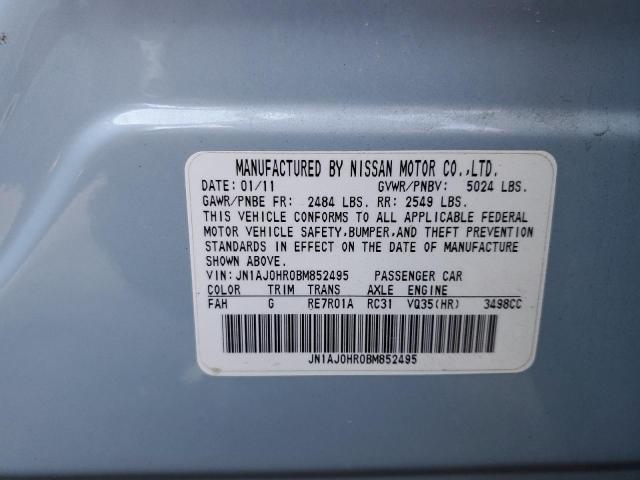 MANUFACTURED BY NISSAN MOTOR CO.,LTD.
DATE: 01/11 GVWR/PNBV: 5024 LBS.
GAWR/PNBE FR: 2484 LBS. RR: 2549 LBS.
THIS VEHICLE CONFORMS TO ALL APPLICABLE FEDERAL
MOTOR VEHICLE SAFETY,BUMPER,AND THEFT PREVENTION
STANDARDS IN EFFECT ON THE DATE OF MANUFACTURE
SHOWN ABOVE.
VIN: JN1AJ0HR0BM852495 PASSENGER CAR
COLOR TRIM TRANS AXLE ENGINE
FAH G RE7R01A RC31 VQ35(HR) 3498CC
JN1AJ0HR0BM852495